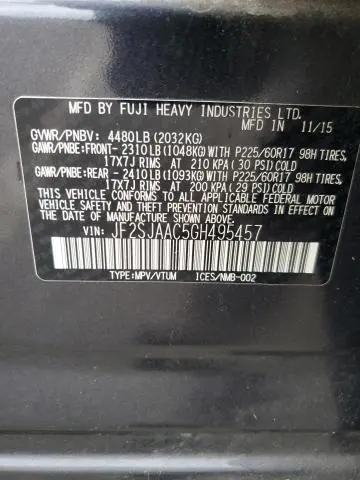 MFD BY FUJI HEAVY INDUSTRIES LTD. IN 11/15
GVWR/PNBV: 4480LB(2032KG)
GAWR/PNBE:FRONT- 2310LB(1048KG)WITH P225/60R17 98H TIRES,
17X7J RIMS AT 210 KPA( 30 PSI)COLD
GAWR/PNBE:REAR - 2410LB(1093KG)WITH P225/60R17 98H TIRES,
17X7J RIMS AT 200 KPA( 29 PSI)COLD
THIS VEHICLE CONFORMS TO ALL APPLICABLE FEDERAL MOTOR
VEHICLE SAFETY, BUMPER AND THEFT PREVENTION STANDARDS IN
EFFECT ON THE DATE OF MANUFACTURE SHOWN ABOVE.
VIN: JF2SJAAC5GH495457
TYPE:MPV/VTUM ICES/NMB-002